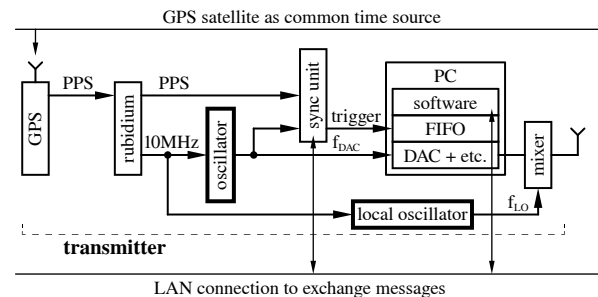 GPS satellite as common time source
PPS
PPS
PC
GPS
rubidium
10MHz
oscillator
sync unit
trigger
f_DAC
software
FIFO
DAC + etc.
mixer
local oscillator
f_LO
transmitter
LAN connection to exchange messages